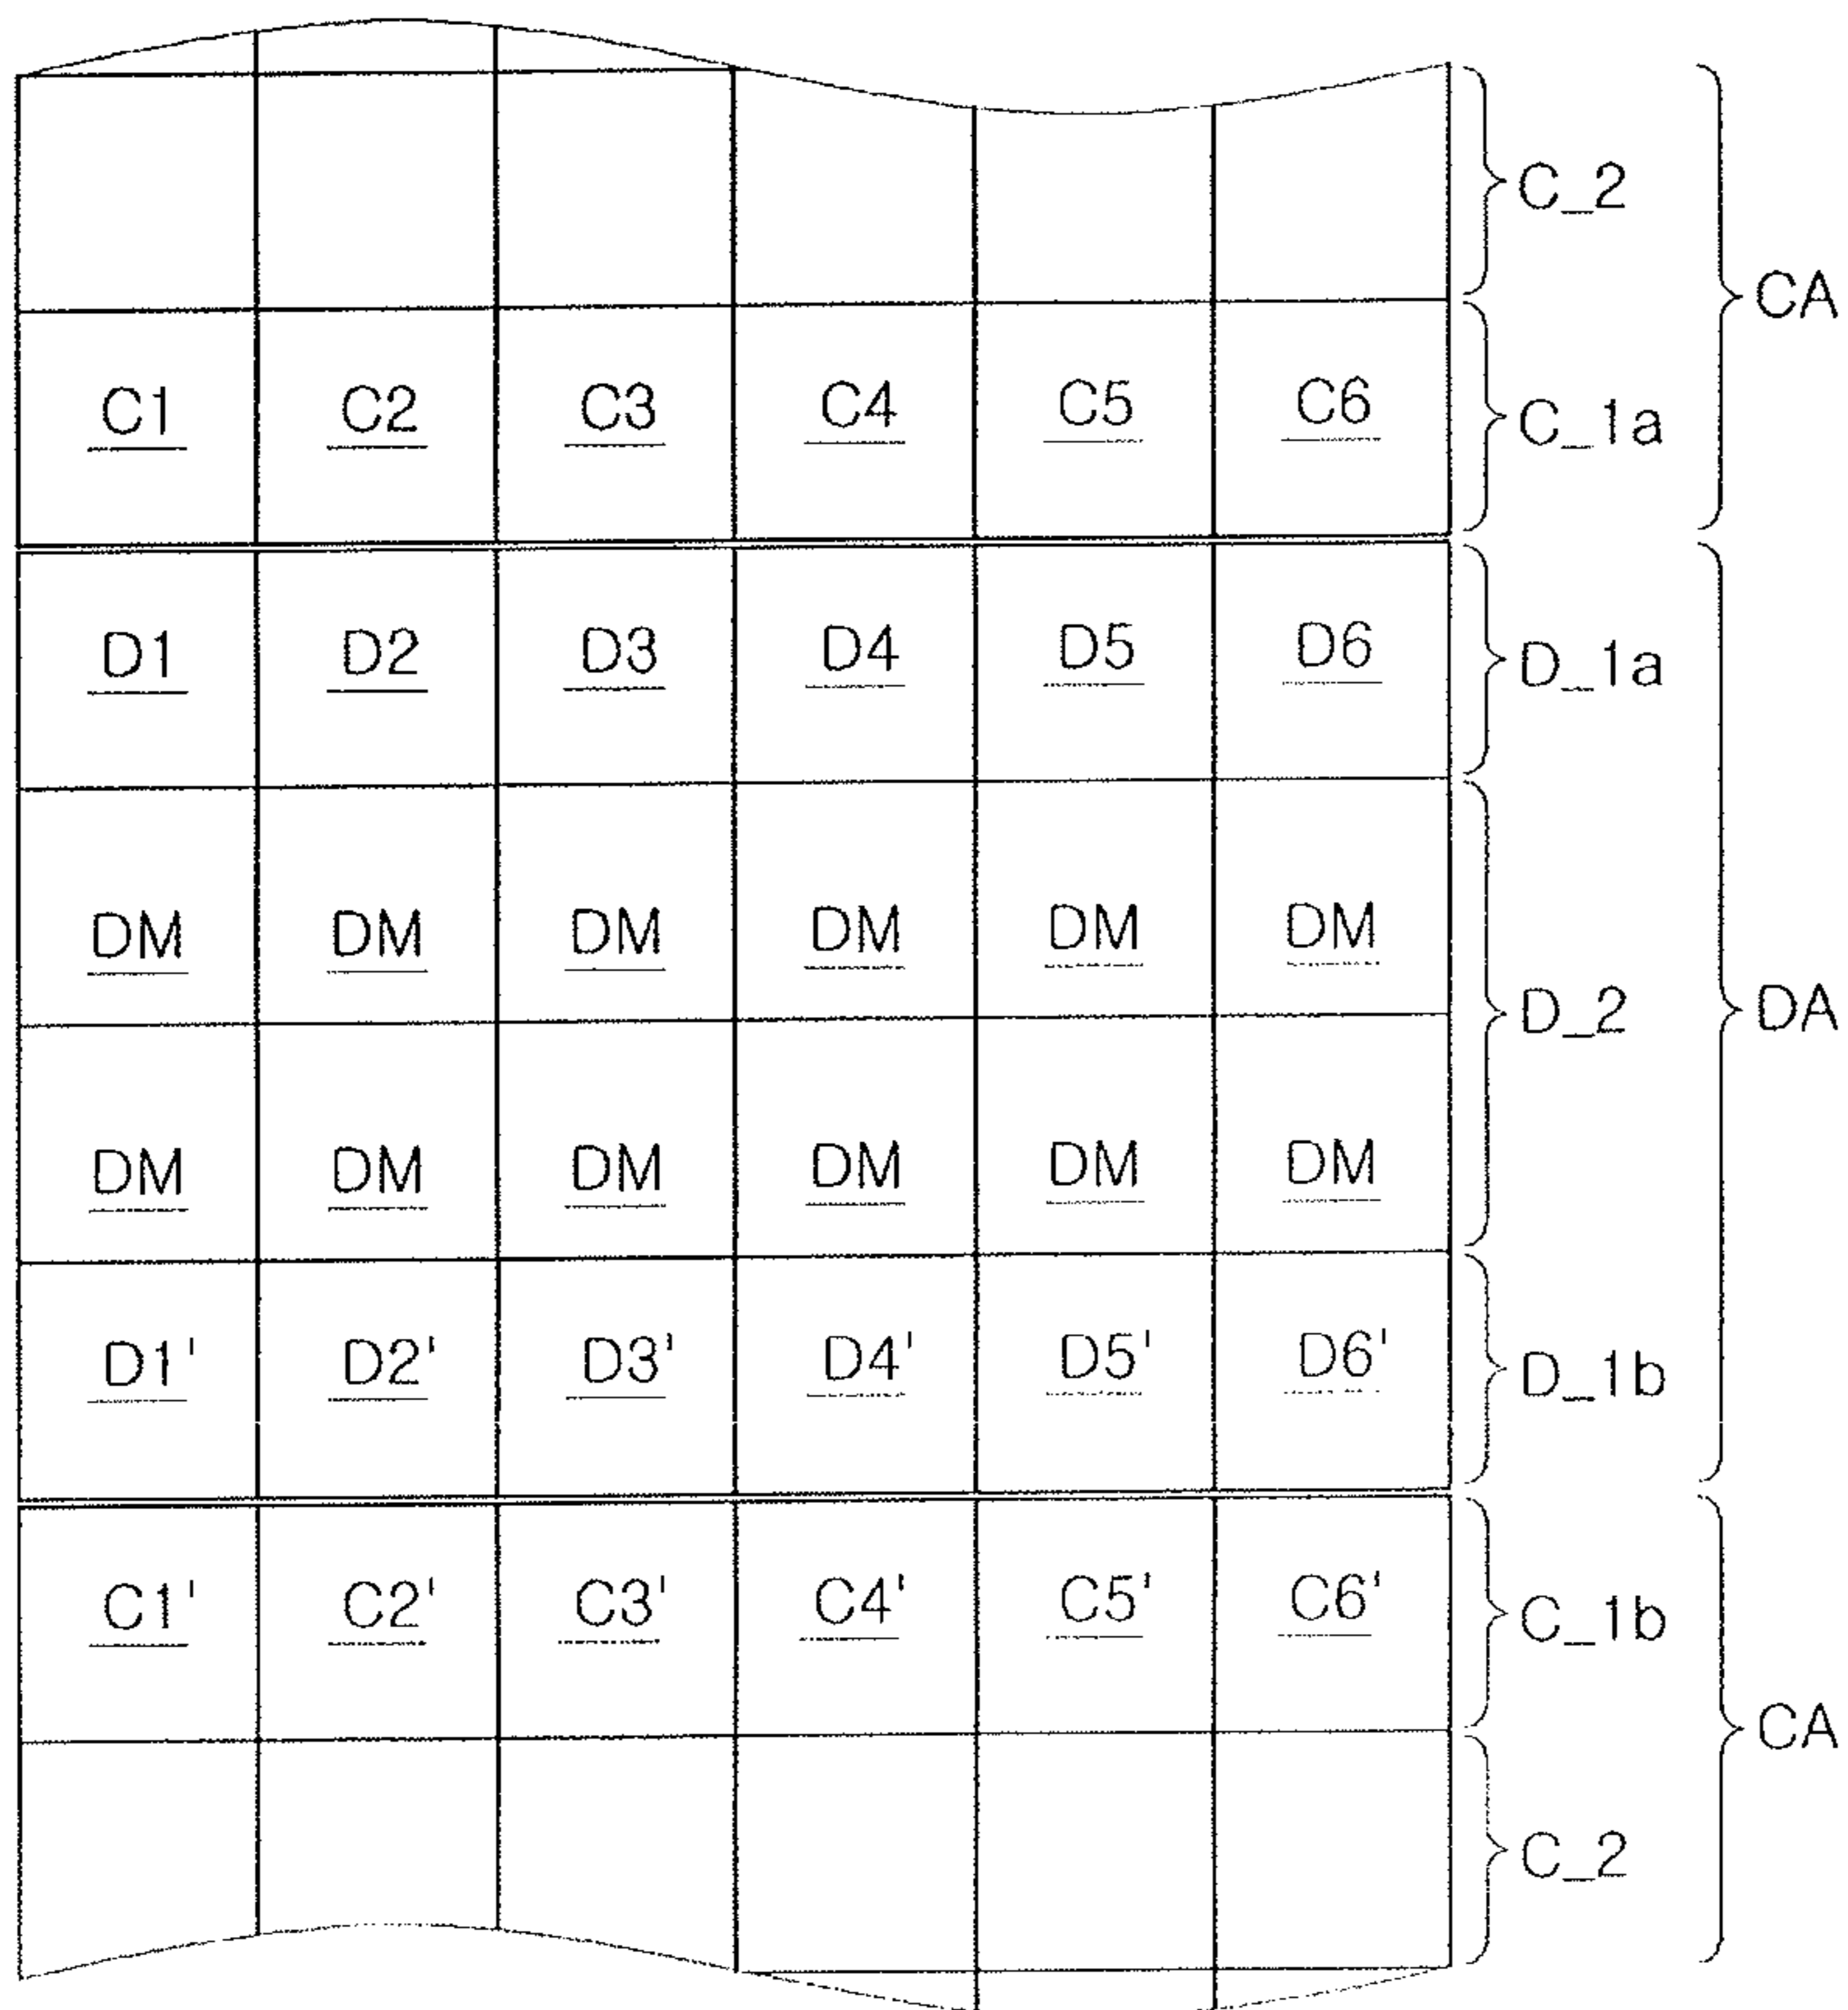 C_2
CA
C1 C2 C3 C4 C5 C6 C_1a
D1 D2 D3 D4 D5 D6 D_1a
DM DM DM DM DM DM
D_2 DA
DM DM DM DM DM DM
D1' D2' D3' D4' D5' D6' D_1b
C1' C2' C3' C4' C5' C6' C_1b
CA
C_2